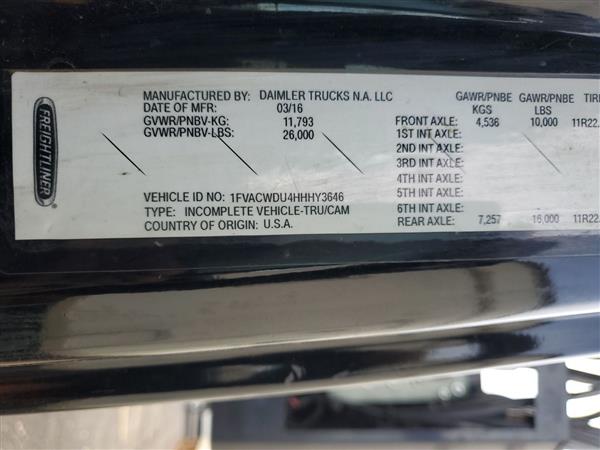 FREIGHTLINER
MANUFACTURED BY: DAIMLER TRUCKS N.A. LLC
DATE OF MFR: 03/16
GVWR/PNBV-KG: 11,793
GVWR/PNBV-LBS: 26,000
VEHICLE ID NO: 1FVACWDU4HHHY3646
TYPE: INCOMPLETE VEHICLE-TRU/CAM
COUNTRY OF ORIGIN: U.S.A.
GAWR/PNBE GAWR/PNBE TIRE
KGS LBS
FRONT AXLE: 4,536 10,000 11R22.
1ST INT AXLE:
2ND INT AXLE:
3RD INT AXLE:
4TH INT AXLE:
5TH INT AXLE:
6TH INT AXLE:
REAR AXLE: 7,257 16,000 11R22.